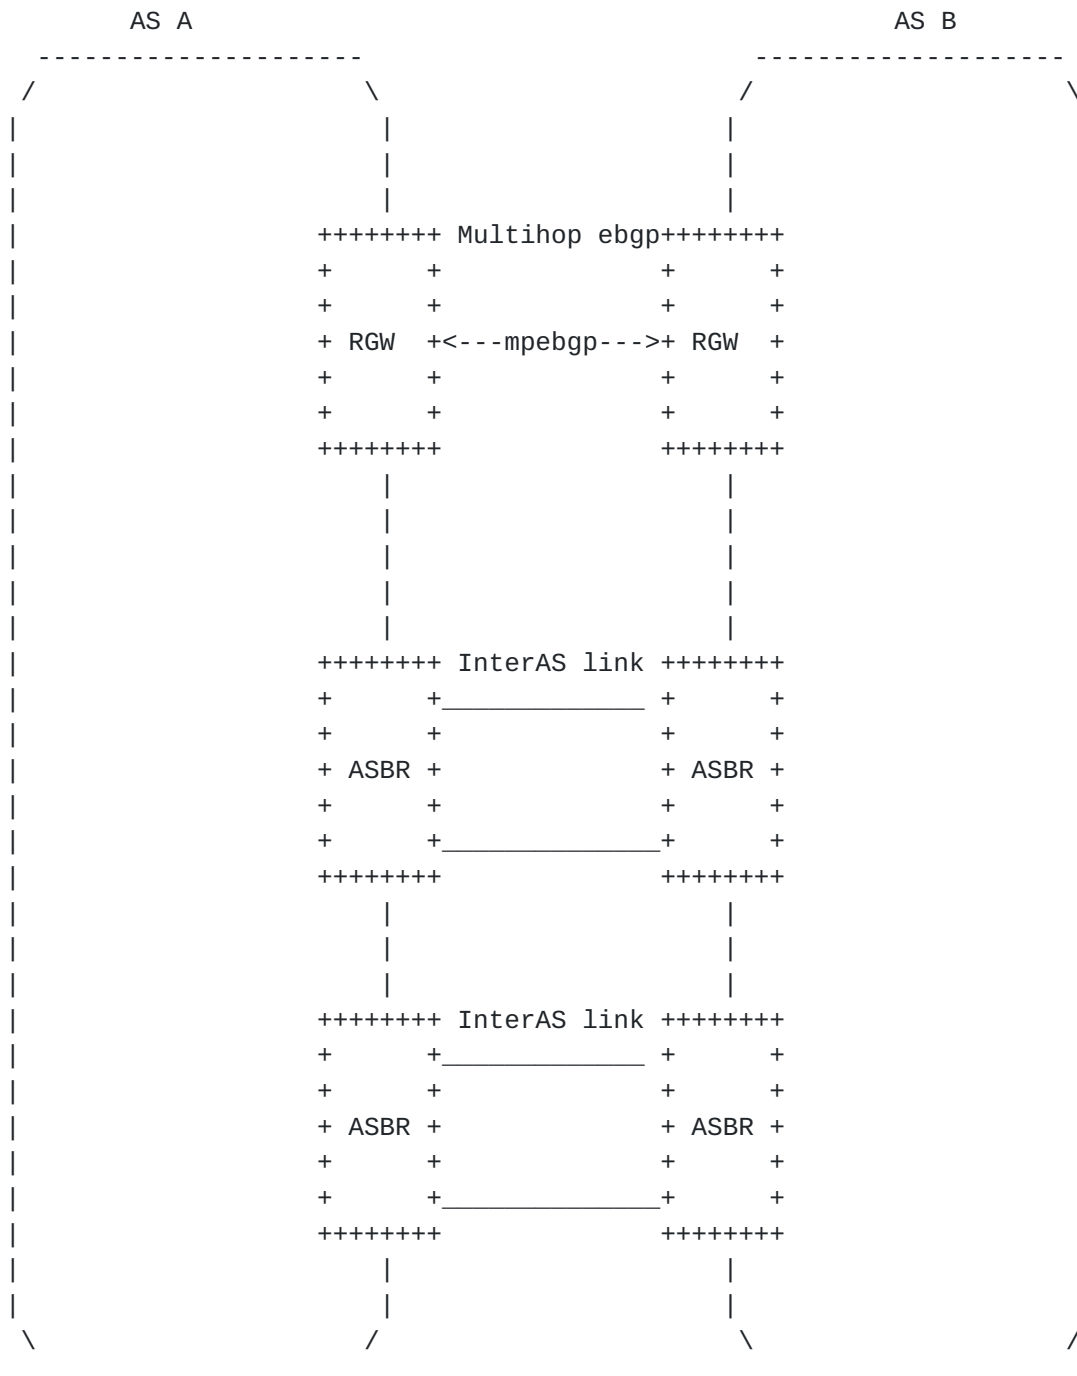 AS A AS B
Multihop ebgp
RGW <---mpebgp---> RGW
InterAS link
ASBR ASBR
InterAS link
ASBR ASBR